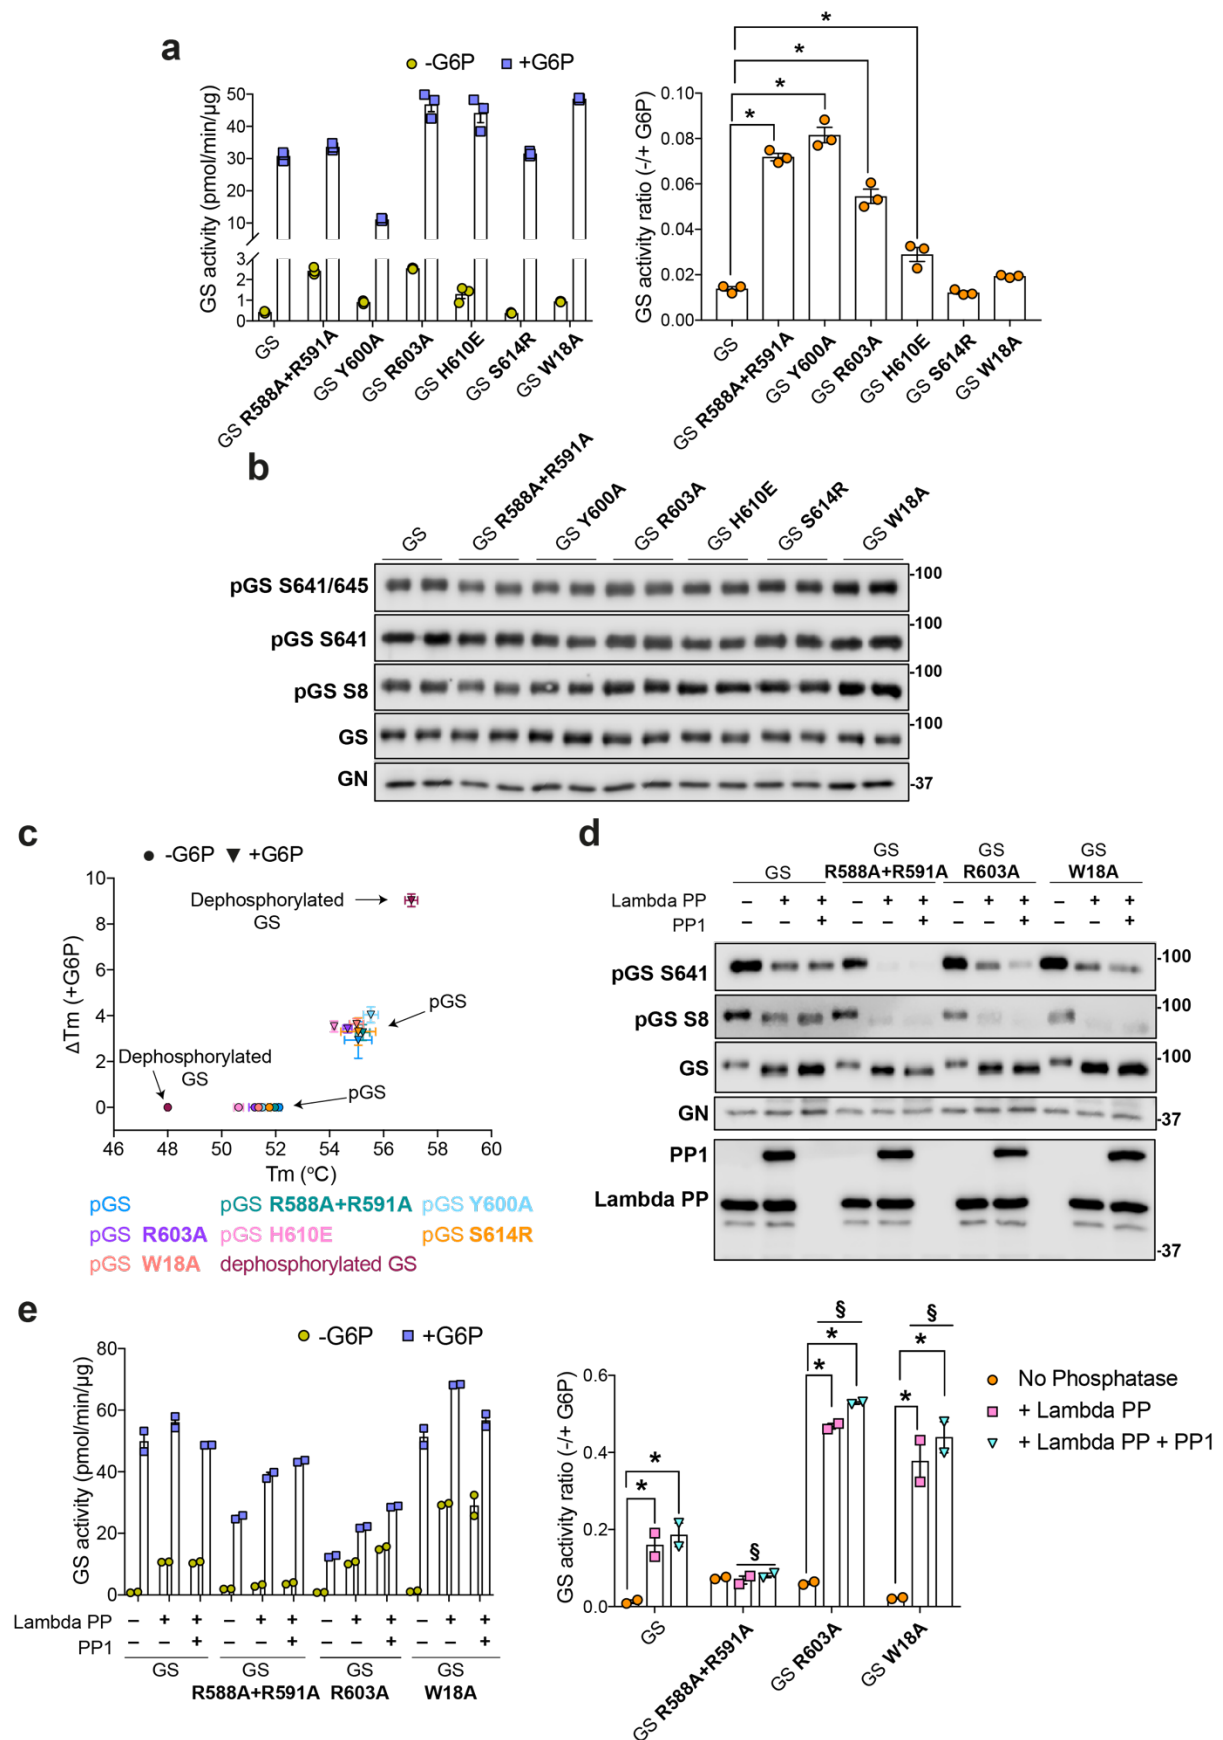 a
-G6P +G6P
GS activity (pmol/min/µg)
50
40
30
20
10
3
2
1
0
GS
GS R588A+R591A
GS Y600A
GS R603A
GS H610E
GS S614R
GS W18A
GS activity ratio (-/+ G6P)
0.10
0.08
0.06
0.04
0.02
0.00
*
*
*
*
GS
GS R588A+R591A
GS Y600A
GS R603A
GS H610E
GS S614R
GS W18A
b
GS
GS R588A+R591A
GS Y600A
GS R603A
GS H610E
GS S614R
GS W18A
pGS S641/645
-100
pGS S641
-100
pGS S8
-100
GS
-100
GN
-37
c
-G6P +G6P
ΔTm (+G6P)
10
8
6
4
2
0
Dephosphorylated
GS
pGS
Dephosphorylated
GS
pGS
46 48 50 52 54 56 58 60
Tm (°C)
pGS pGS R588A+R591A pGS Y600A
pGS R603A pGS H610E pGS S614R
pGS W18A dephosphorylated GS
d
GS GS R588A+R591A GS R603A GS W18A
Lambda PP – + + – + + – + + – + +
PP1 – – + – – + – – + – – +
pGS S641
-100
pGS S8
-100
GS
-100
GN
-37
PP1
Lambda PP
-37
e
-G6P +G6P
GS activity (pmol/min/µg)
80
60
40
20
0
Lambda PP – + + – + + – + + – + +
PP1 – – + – – + – – + – – +
GS GS R588A+R591A GS R603A GS W18A
GS activity ratio (-/+ G6P)
0.6
0.4
0.2
0.0
* *
§
§ * *
§ * *
GS
GS R588A+R591A
GS R603A
GS W18A
No Phosphatase
+ Lambda PP
+ Lambda PP + PP1